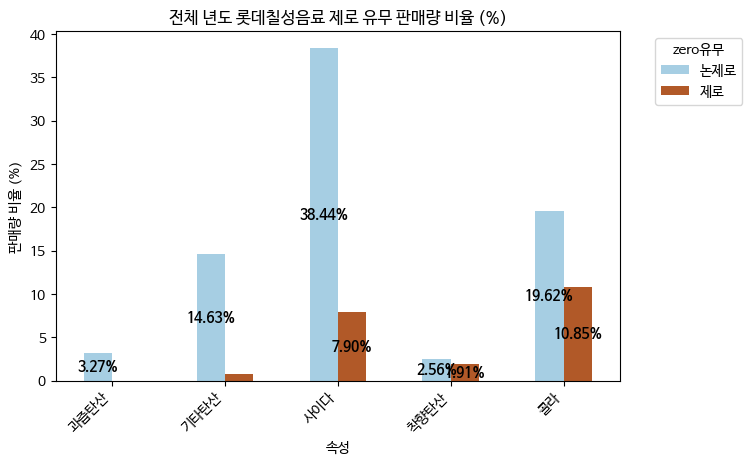 전체 년도 롯데칠성음료 제로 유무 판매량 비율 (%)
판매량 비율 (%)
40
35
30
25
20
15
10
5
0
3.27%
14.63%
38.44%
7.90%
2.56%
1.91%
19.62%
10.85%
과즙탄산
기타탄산
사이다
착향탄산
콜라
속성
zero유무
논제로
제로